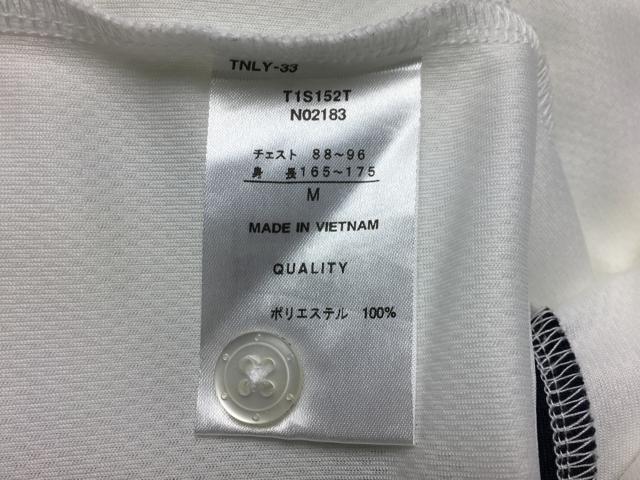 TNLY-33
T1S152T
N02183
チェスト 88~96
身 長165~175
M
MADE IN VIETNAM
QUALITY
ポリエステル 100%